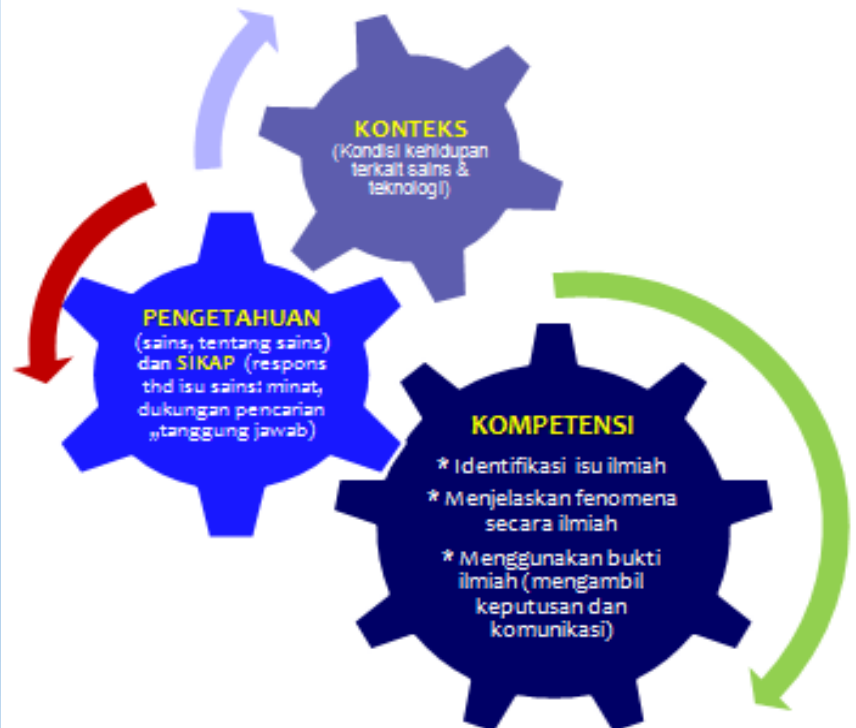 KONTEKS
(Kondisi kehidupan
terkait sains &
teknologi)
PENGETAHUAN
(sains, tentang sains)
dan SIKAP (respons
thd isu sains: minat,
dukungan pencarian
„tanggung jawab)
KOMPETENSI
* Identifikasi isu ilmiah
* Menjelaskan fenomena
secara ilmiah
* Menggunakan bukti
ilmiah (mengambil
keputusan dan
komunikasi)